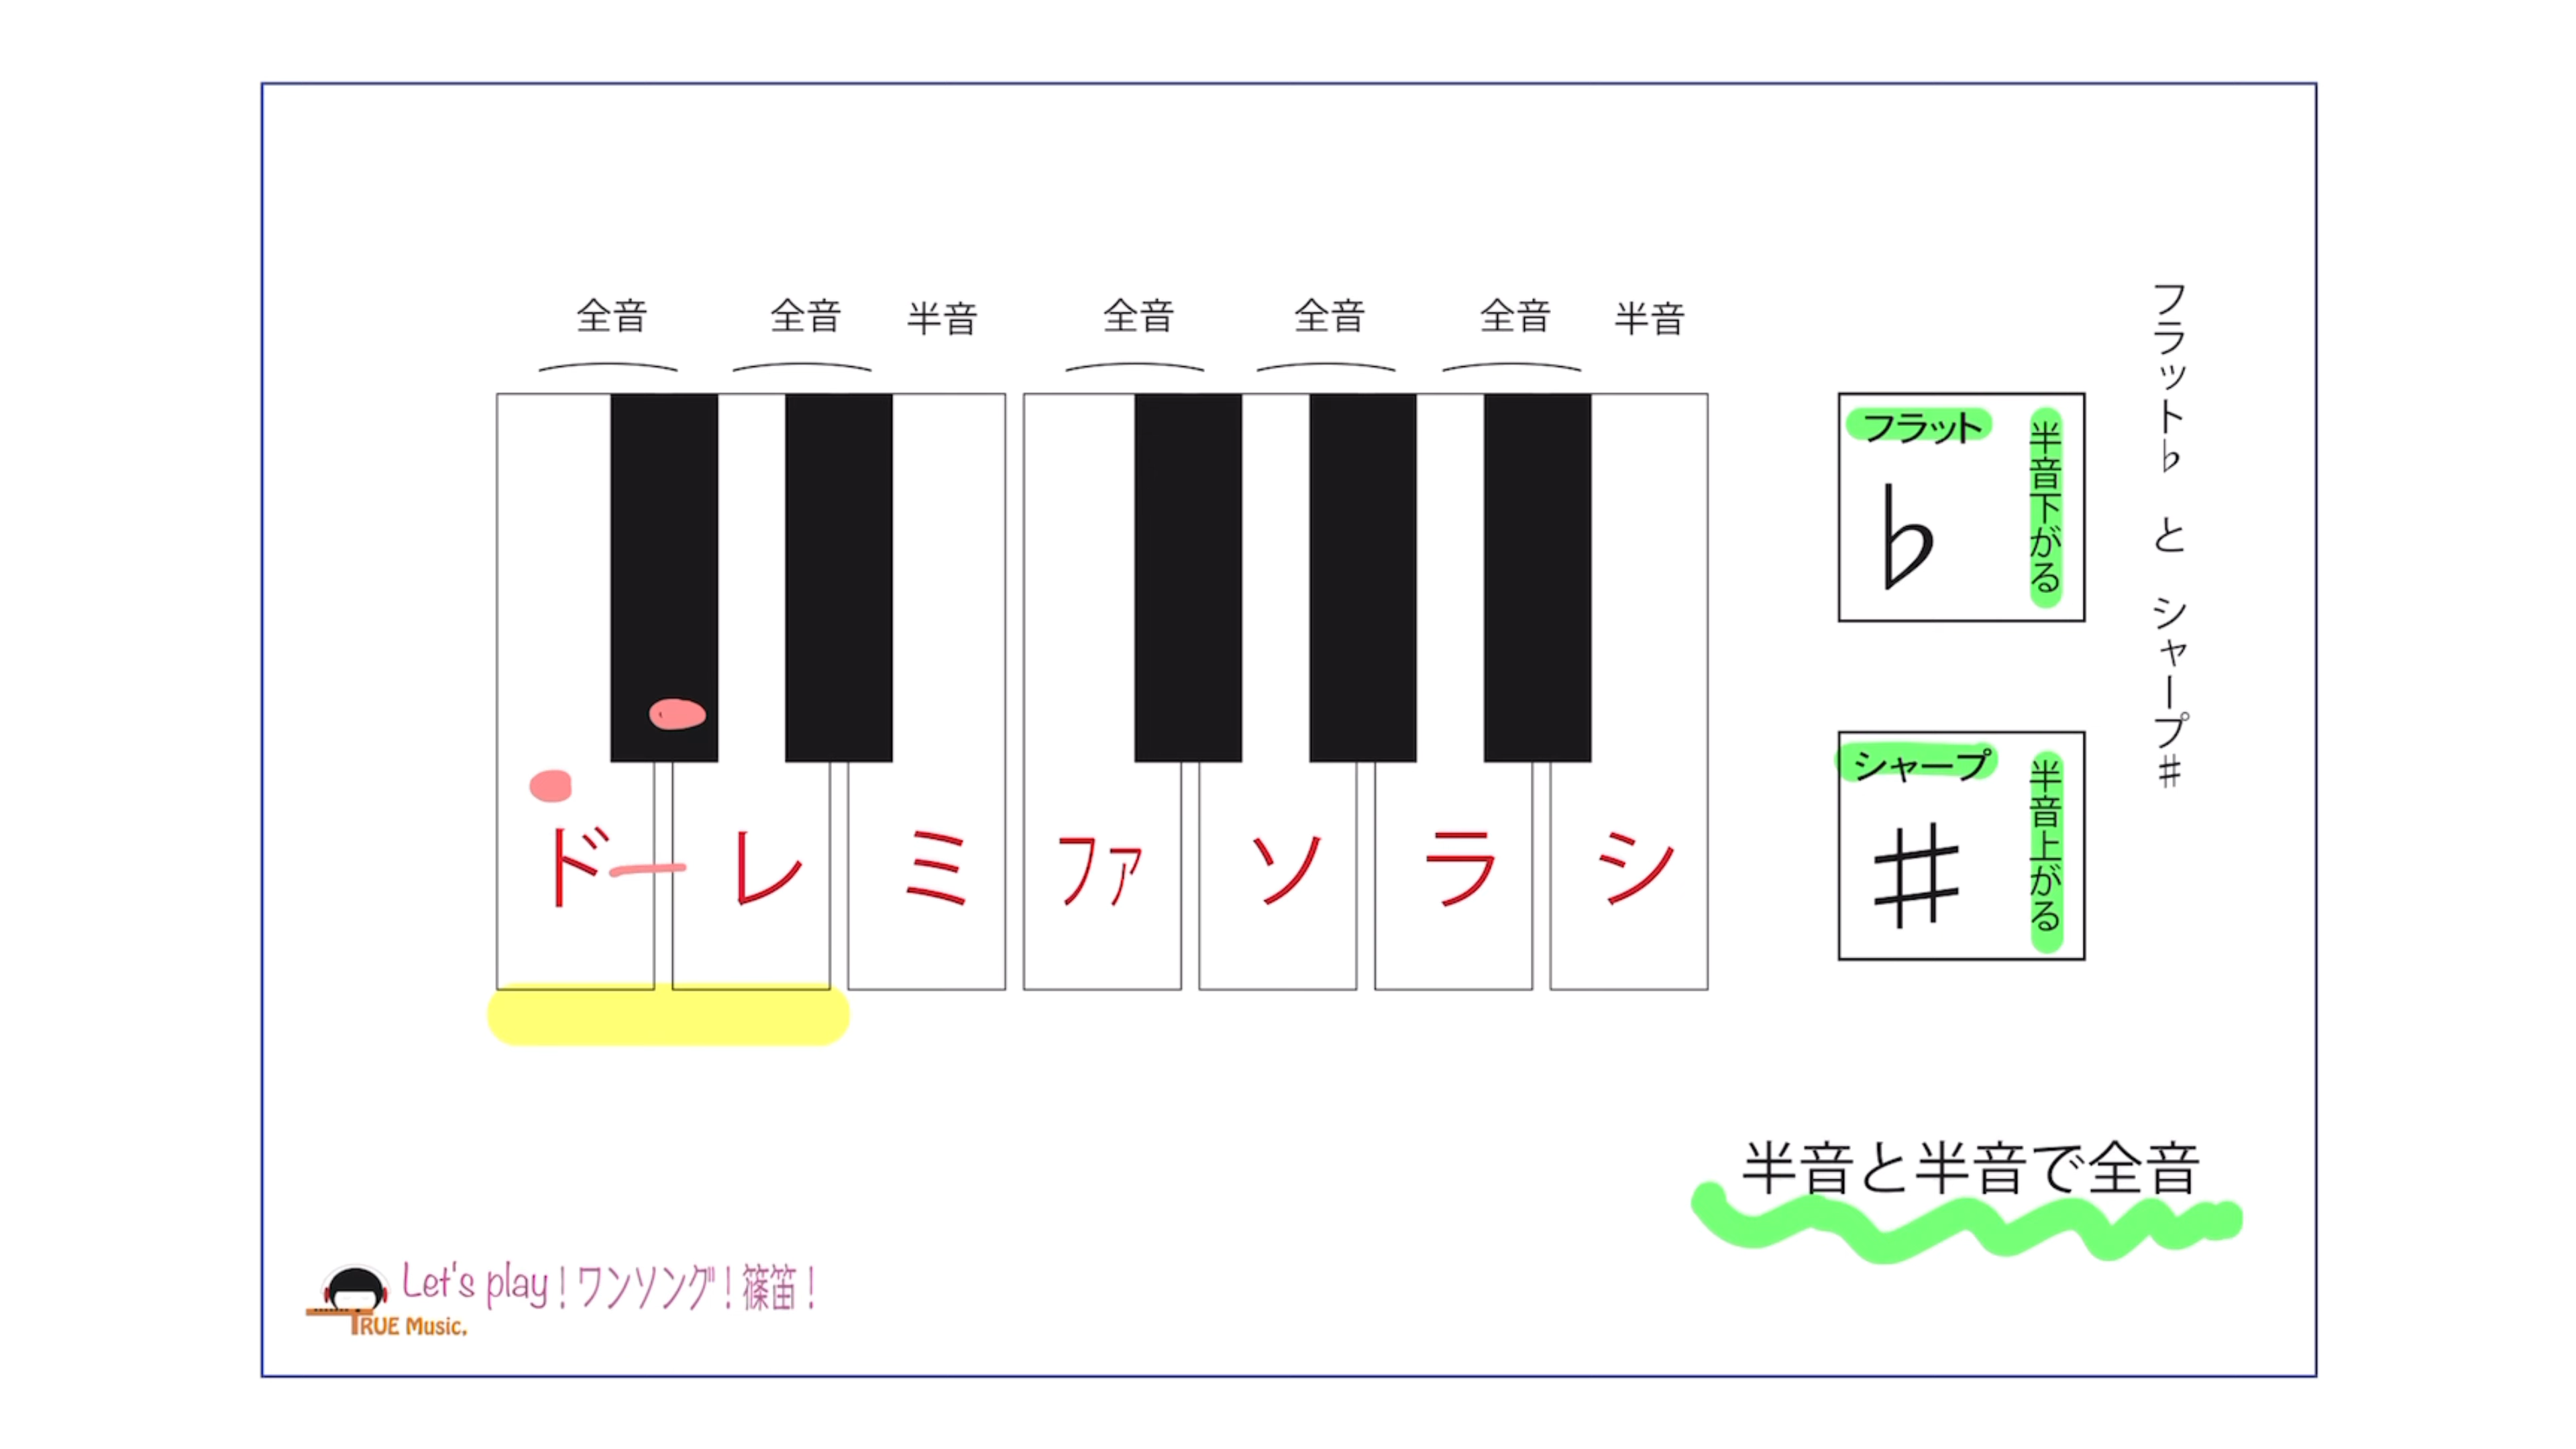 フラット♭ と シャープ♯
全音 全音 半音 全音 全音 全音 半音
フラット
半音下がる
♭
シャープ
半音上がる
♯
ド レ ミ ファ ソ ラ シ
半音と半音で全音
Let's play！ワンソング！篠笛！
TRUE Music.